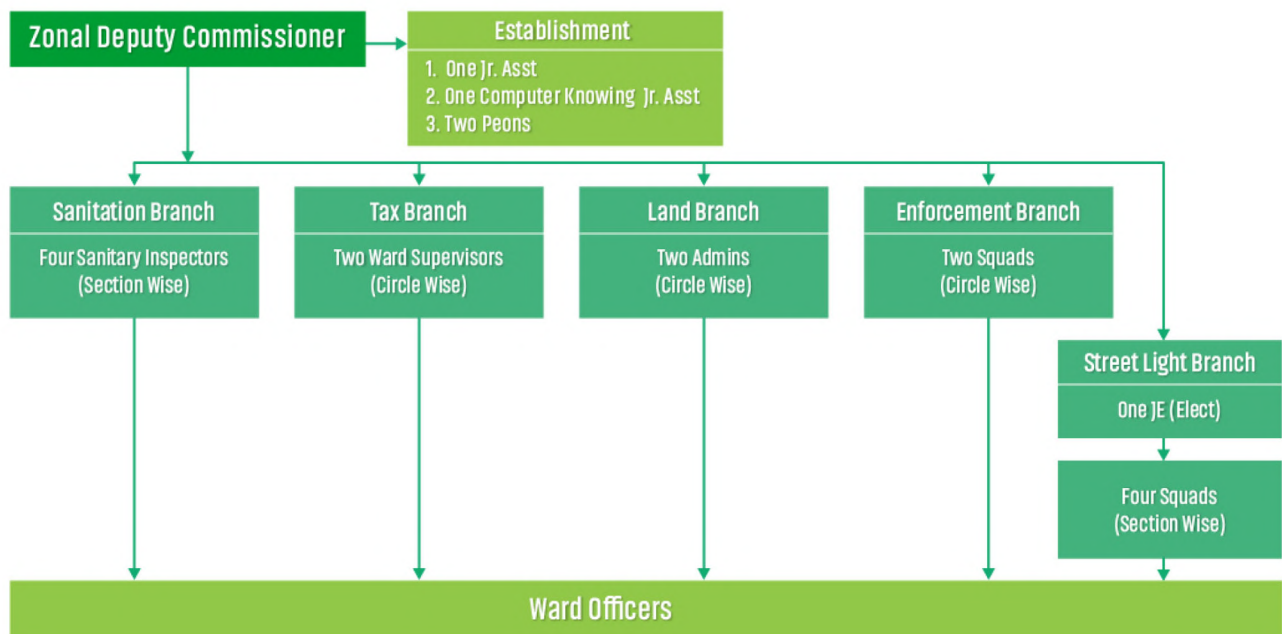 Zonal Deputy Commissioner
Establishment
1. One Jr. Asst
2. One Computer Knowing Jr. Asst
3. Two Peons
Sanitation Branch
Four Sanitary Inspectors
(Section Wise)
Tax Branch
Two Ward Supervisors
(Circle Wise)
Land Branch
Two Admins
(Circle Wise)
Enforcement Branch
Two Squads
(Circle Wise)
Street Light Branch
One JE (Elect)
Four Squads
(Section Wise)
Ward Officers